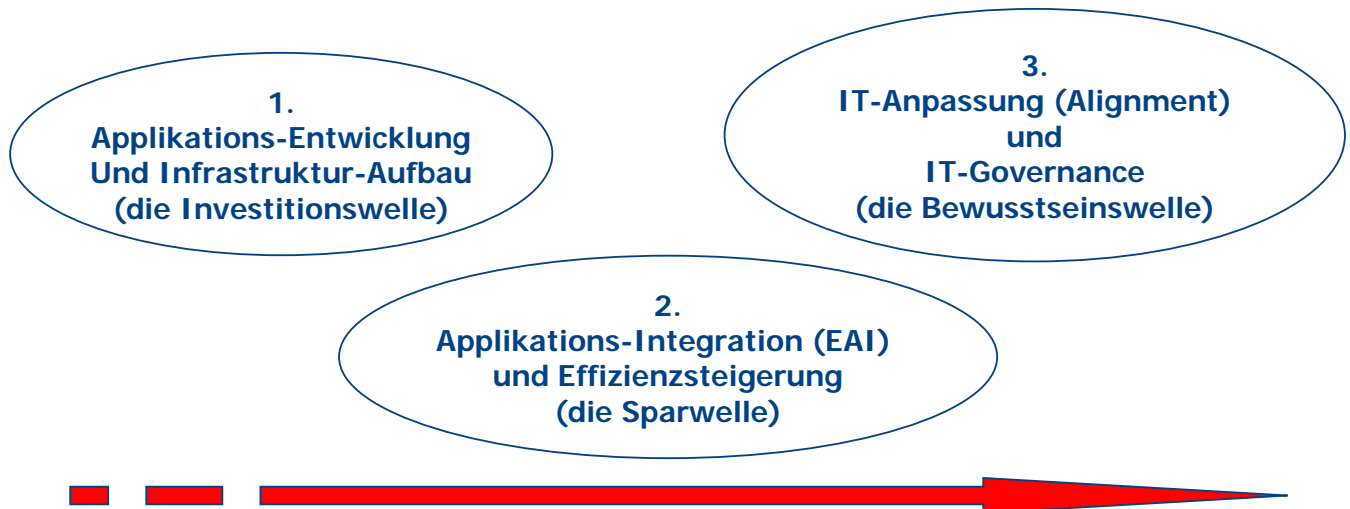 1.
Applikations-Entwicklung
Und Infrastruktur-Aufbau
(die Investitionswelle)
2.
Applikations-Integration (EAI)
und Effizienzsteigerung
(die Sparwelle)
3.
IT-Anpassung (Alignment)
und
IT-Governance
(die Bewusstseinswelle)